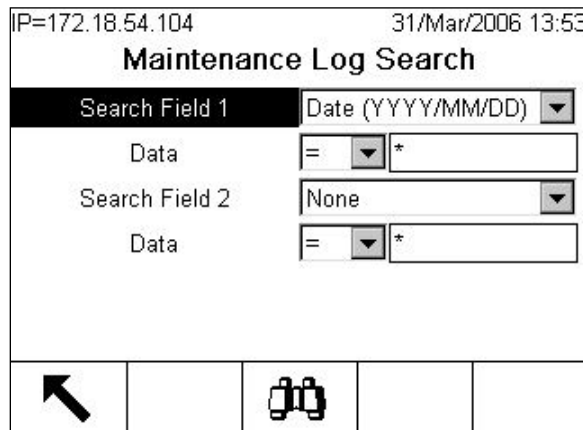 IP=172.18.54.104 31/Mar/2006 13:53
Maintenance Log Search
Search Field 1 Date (YYYY/MM/DD)
Data = *
Search Field 2 None
Data = *